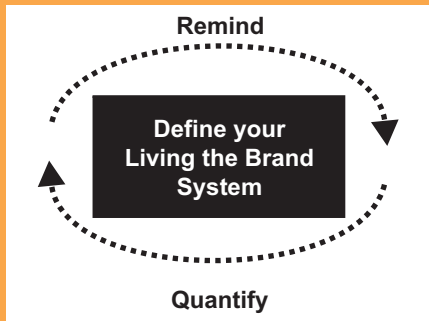 Remind
Define your
Living the Brand
System
Quantify